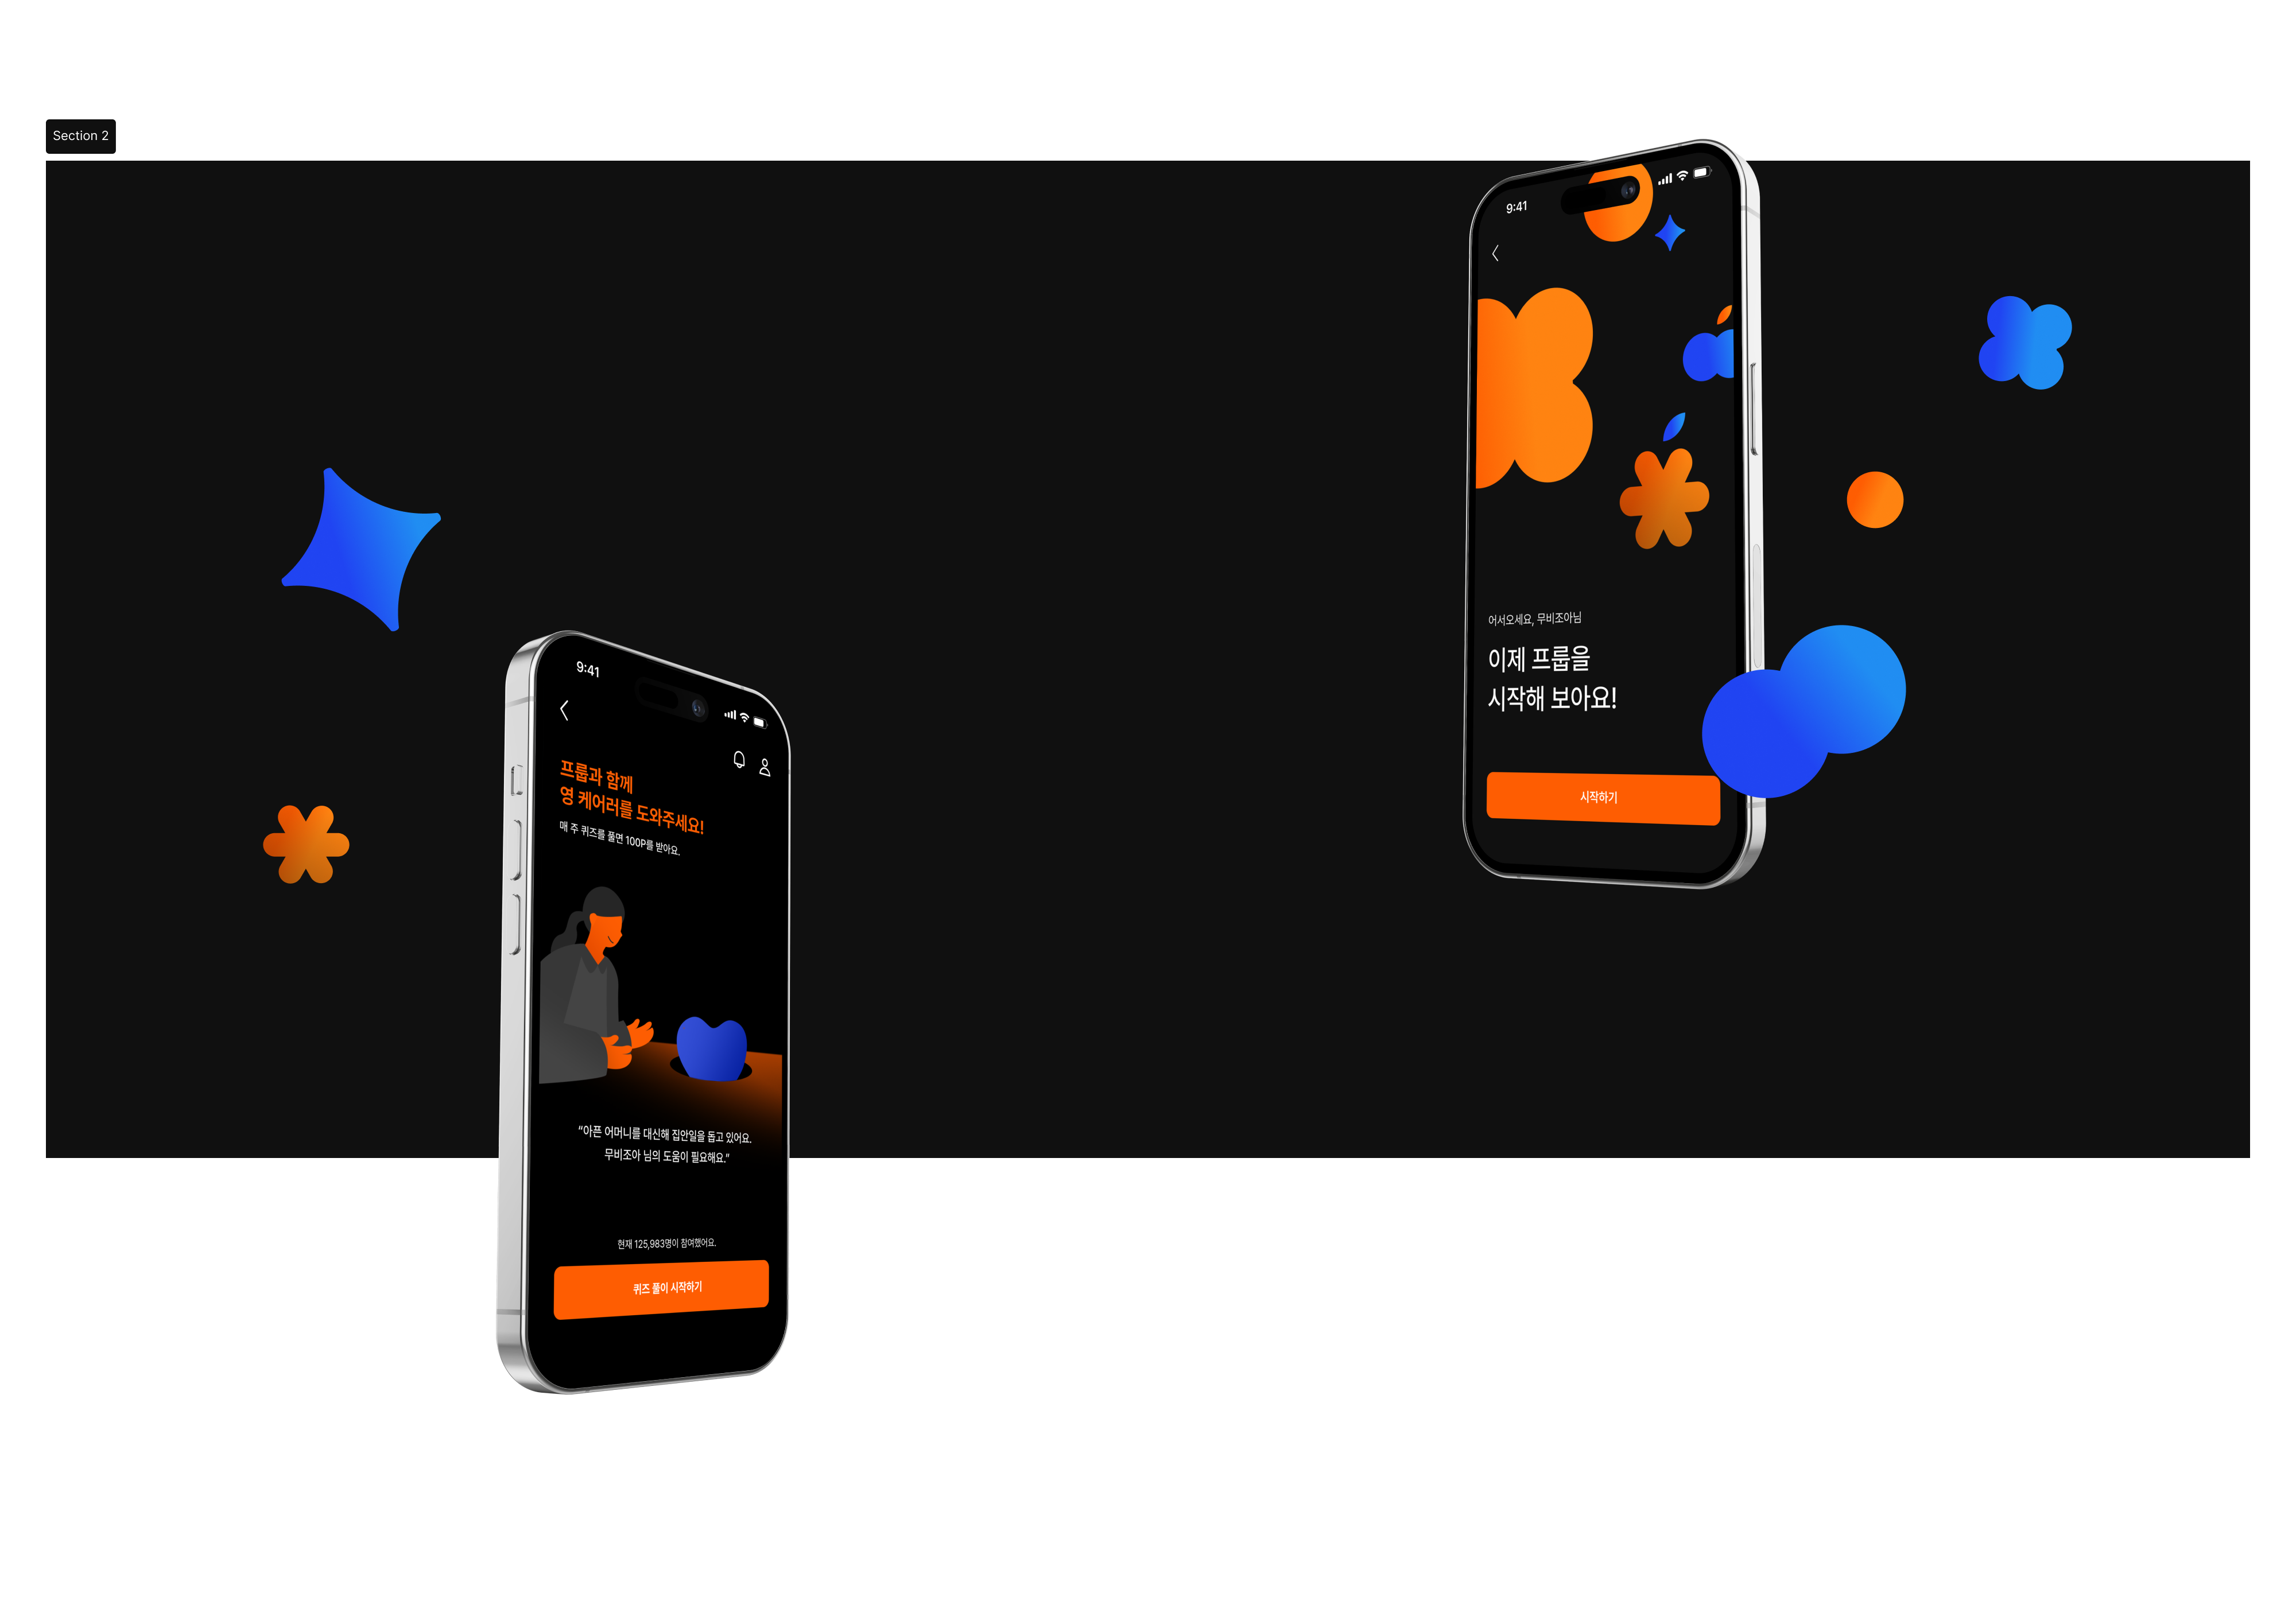 Section 2
9:41
어서오세요, 무비조아님
이제 프룹을
시작해 보아요!
시작하기
9:41
프룹과 함께
영 케어러를 도와주세요!
매 주 퀴즈를 풀면 100P를 받아요.
“아픈 어머니를 대신해 집안일을 돕고 있어요.
무비조아 님의 도움이 필요해요.”
현재 125,983명이 참여했어요.
퀴즈 풀이 시작하기